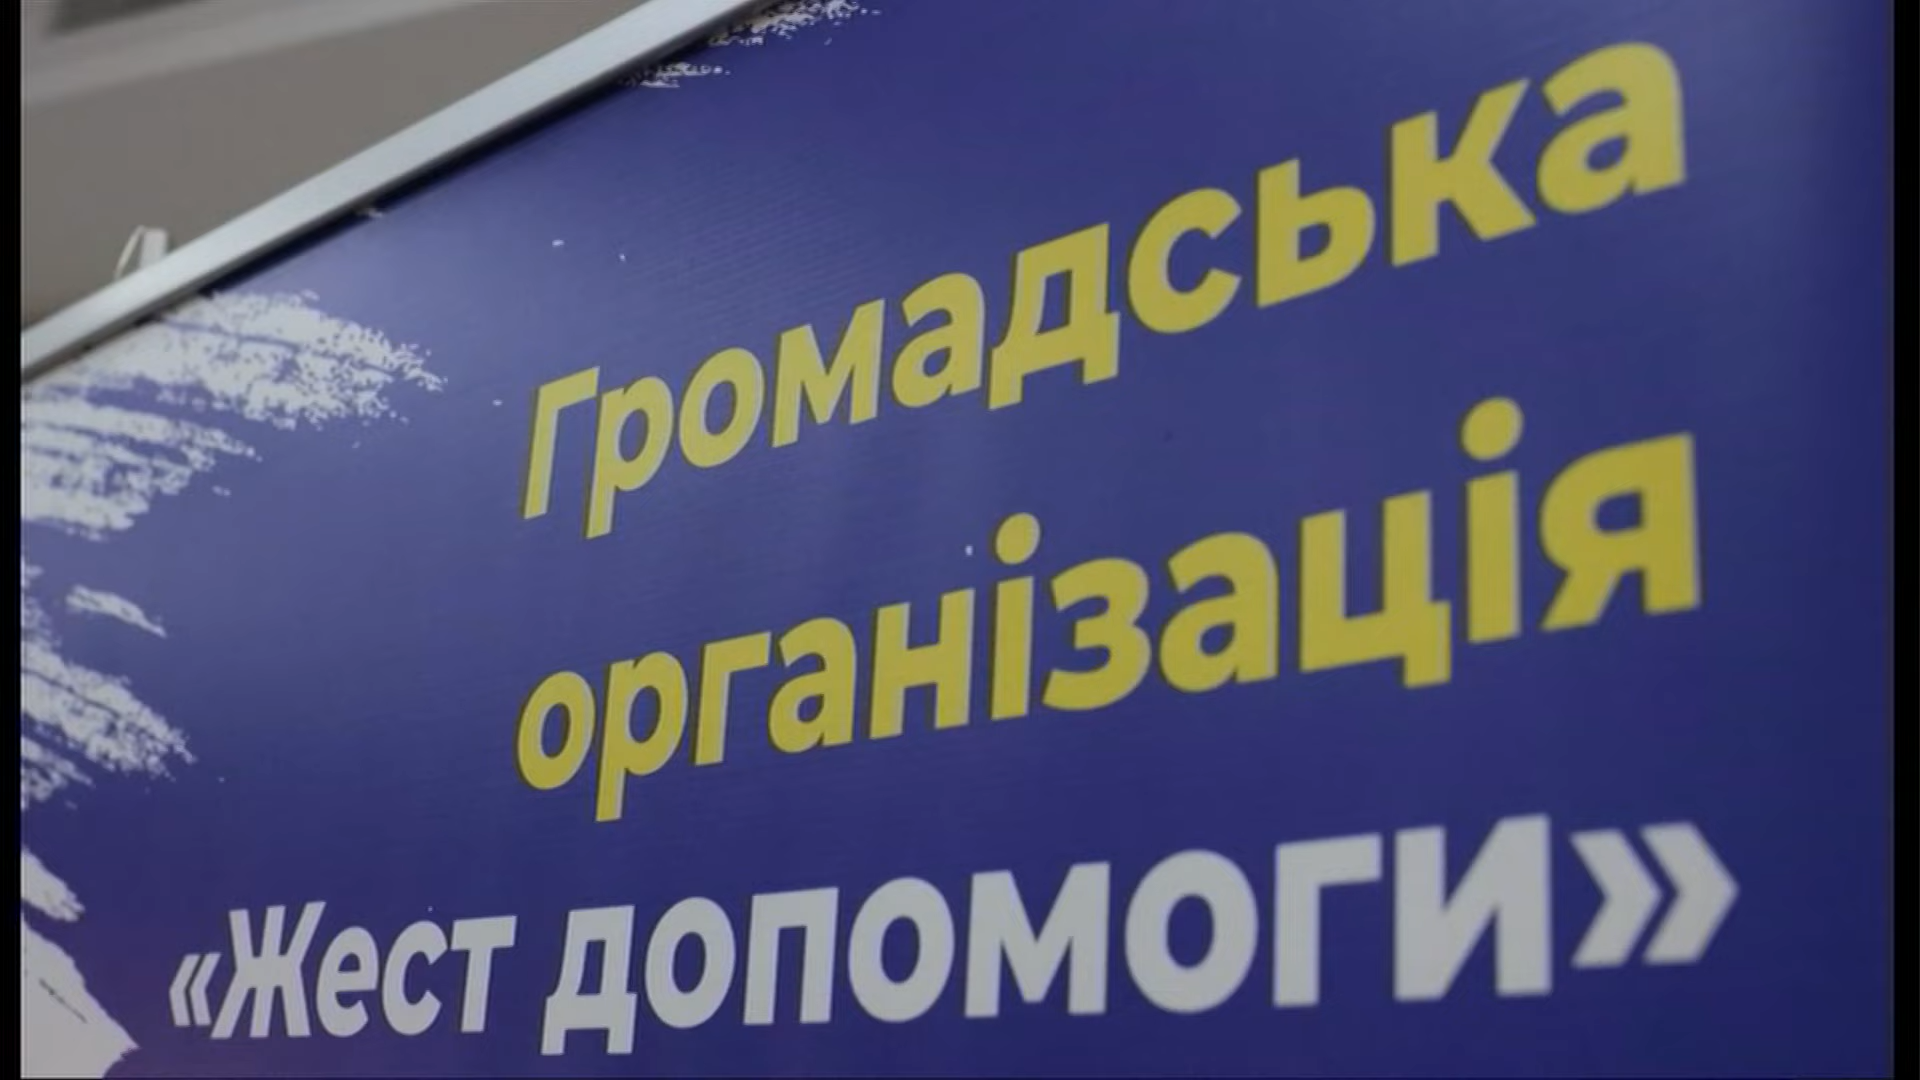 Громадська
організація
«Жест допомоги»